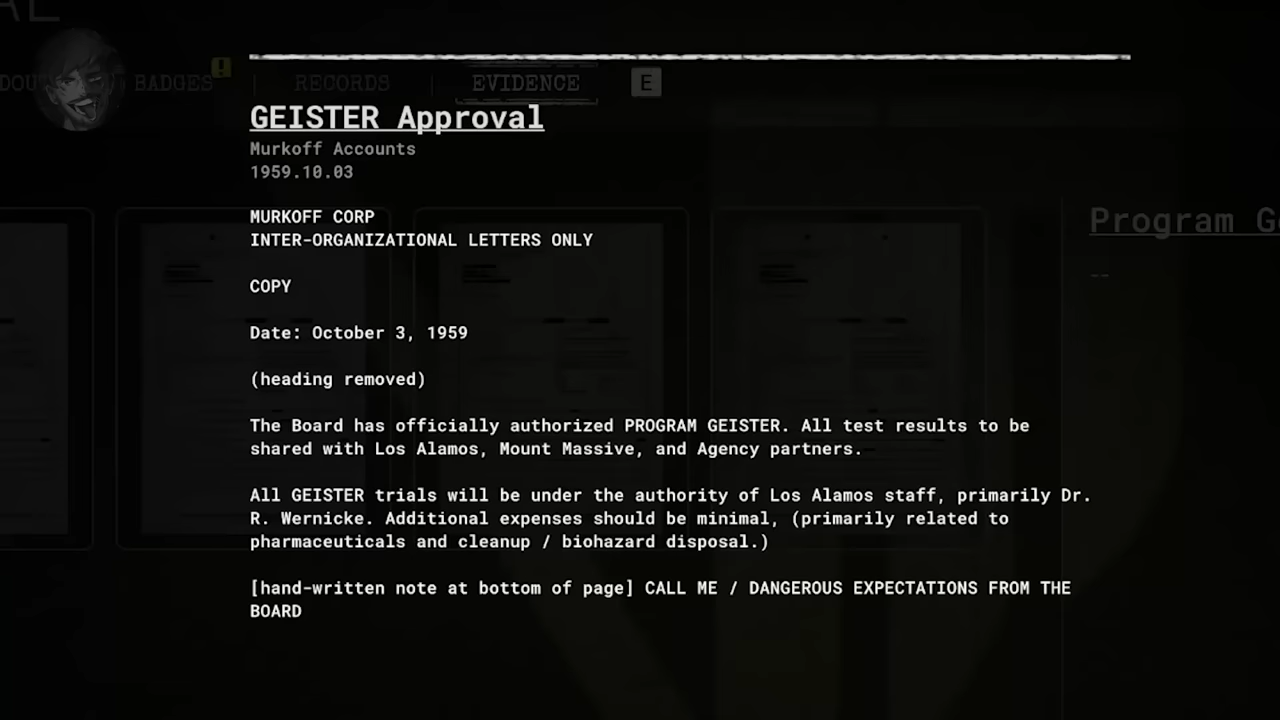 BADGES
RECORDS
EVIDENCE
E
GEISTER Approval
Murkoff Accounts
1959.10.03
MURKOFF CORP
INTER-ORGANIZATIONAL LETTERS ONLY
COPY
Date: October 3, 1959
(heading removed)
The Board has officially authorized PROGRAM GEISTER. All test results to be
shared with Los Alamos, Mount Massive, and Agency partners.
All GEISTER trials will be under the authority of Los Alamos staff, primarily Dr.
R. Wernicke. Additional expenses should be minimal, (primarily related to
pharmaceuticals and cleanup / biohazard disposal.)
[hand-written note at bottom of page] CALL ME / DANGEROUS EXPECTATIONS FROM THE
BOARD
Program
--